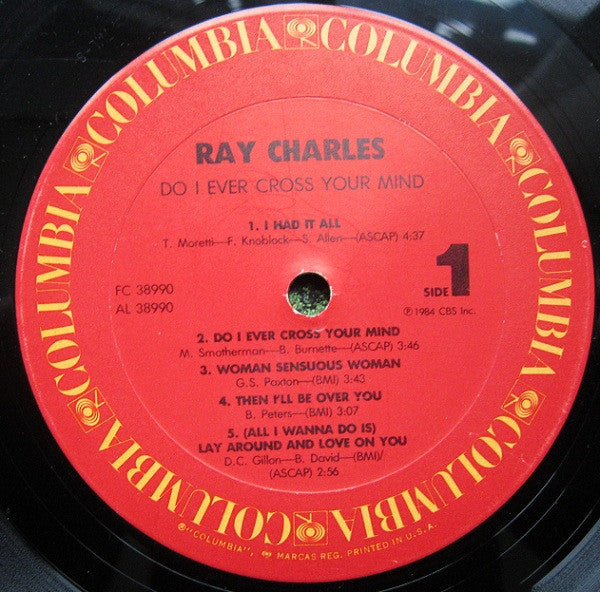 COLUMBIA COLUMBIA COLUMBIA COLUMBIA COLUMBIA COLUMBIA COLUMBIA COLUMBIA
RAY CHARLES
DO I EVER CROSS YOUR MIND
1. I HAD IT ALL
T. Moretti—F. Knoblock—S. Allen—(ASCAP) 4:37
FC 38990
AL 38990
SIDE 1
℗ 1984 CBS Inc.
2. DO I EVER CROSS YOUR MIND
M. Smotherman—B. Burnette—(ASCAP) 3:46
3. WOMAN SENSUOUS WOMAN
G.S. Paxton—(BMI) 3:43
4. THEN I'LL BE OVER YOU
B. Peters—(BMI) 3:07
5. (ALL I WANNA DO IS)
LAY AROUND AND LOVE ON YOU
D.C. Gillon—B. David—(BMI)/
(ASCAP) 2:56
®"COLUMBIA", MARCAS REG. PRINTED IN U.S.A.